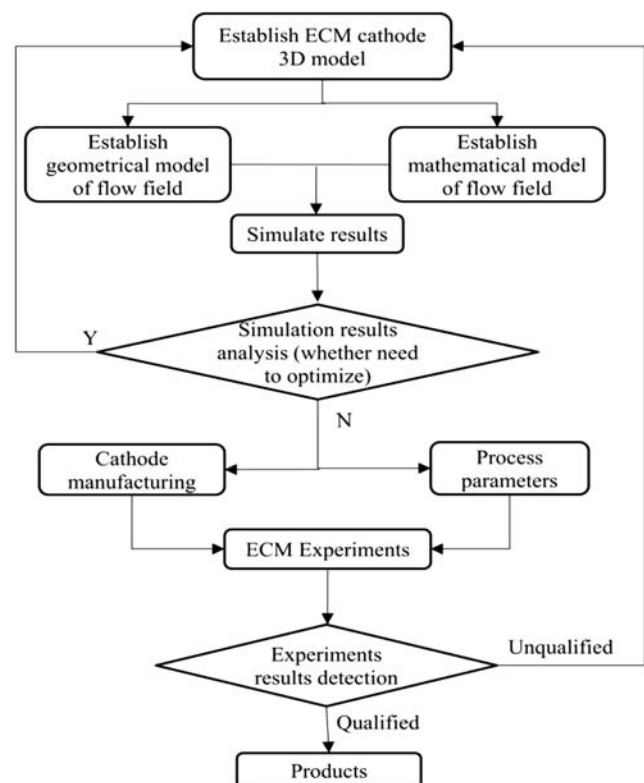 Establish ECM cathode
3D model
Establish
geometrical model
of flow field
Establish
mathematical model
of flow field
Simulate results
Simulation results
analysis (whether need
to optimize)
Y
N
Cathode
manufacturing
Process
parameters
ECM Experiments
Experiments
results detection
Unqualified
Qualified
Products